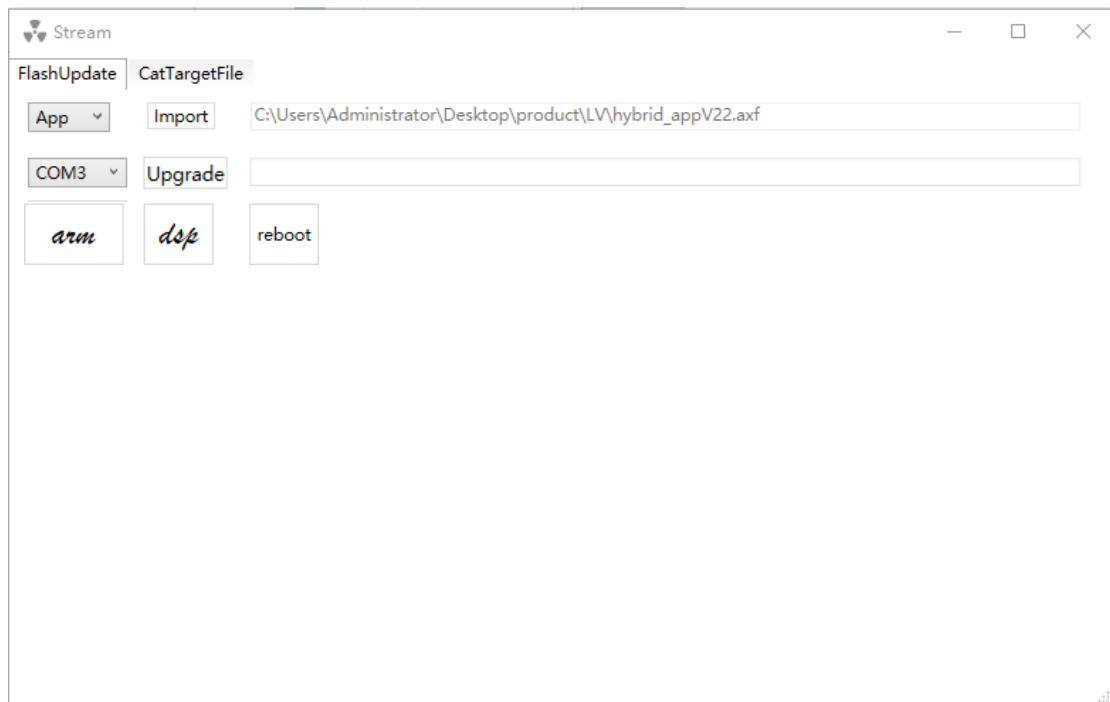 Stream
FlashUpdate CatTargetFile
App Import C:\Users\Administrator\Desktop\product\LV\hybrid_appV22.axf
COM3 Upgrade
arm dsp reboot